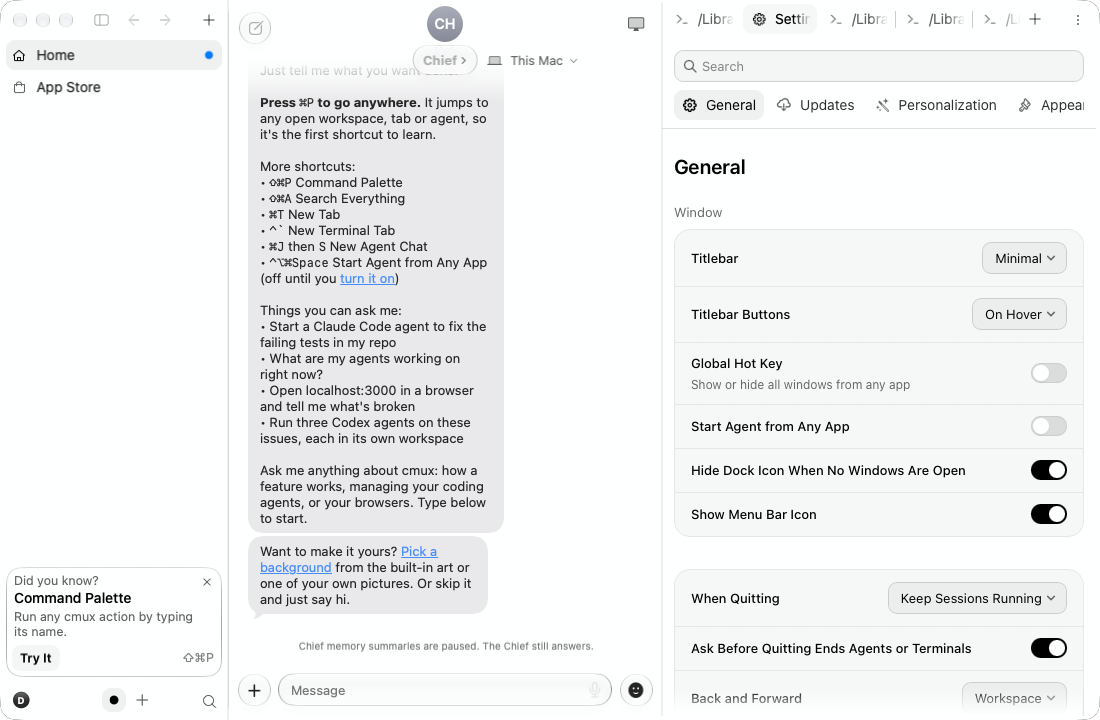 Home
App Store
Did you know?
Command Palette
Run any cmux action by typing
its name.
Try It
⇧⌘P
D
CH
Chief ›
This Mac
Just tell me what you want done.
Press ⌘P to go anywhere. It jumps to
any open workspace, tab or agent, so
it's the first shortcut to learn.
More shortcuts:
• ⇧⌘P Command Palette
• ⇧⌘A Search Everything
• ⌘T New Tab
• ^` New Terminal Tab
• ⌘J then S New Agent Chat
• ^⌥⌘Space Start Agent from Any App
(off until you turn it on)
Things you can ask me:
• Start a Claude Code agent to fix the
failing tests in my repo
• What are my agents working on
right now?
• Open localhost:3000 in a browser
and tell me what's broken
• Run three Codex agents on these
issues, each in its own workspace
Ask me anything about cmux: how a
feature works, managing your coding
agents, or your browsers. Type below
to start.
Want to make it yours? Pick a
background from the built-in art or
one of your own pictures. Or skip it
and just say hi.
Chief memory summaries are paused. The Chief still answers.
Message
/Libra
Settin
/Libra
/Libra
/Li
Search
General
Updates
Personalization
Appear
General
Window
Titlebar
Minimal
Titlebar Buttons
On Hover
Global Hot Key
Show or hide all windows from any app
Start Agent from Any App
Hide Dock Icon When No Windows Are Open
Show Menu Bar Icon
When Quitting
Keep Sessions Running
Ask Before Quitting Ends Agents or Terminals
Back and Forward
Workspace